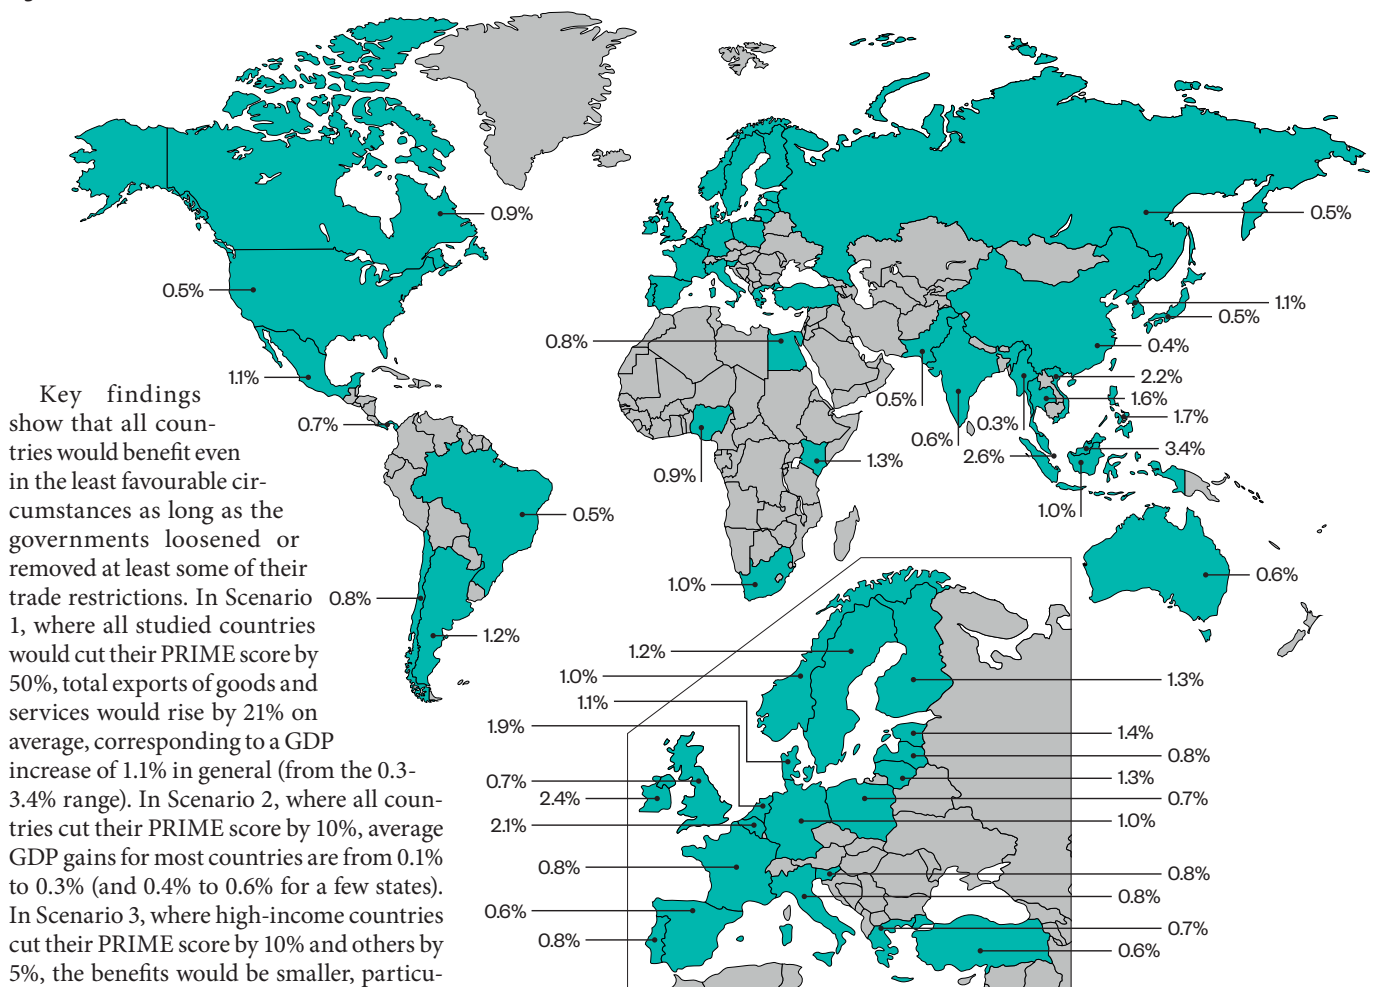 0.9%
0.5%
0.5%
1.1%
0.5%
0.8%
0.4%
1.1%
2.2%
0.5%
1.6%
0.7%
1.7%
0.6%
0.3%
3.4%
2.6%
1.3%
0.9%
1.0%
0.5%
0.6%
1.0%
0.8%
1.2%
Key findings
show that all coun-
tries would benefit even
in the least favourable cir-
cumstances as long as the
governments loosened or
removed at least some of their
trade restrictions. In Scenario
1, where all studied countries
would cut their PRIME score by
50%, total exports of goods and
services would rise by 21% on
average, corresponding to a GDP
increase of 1.1% in general (from the 0.3-
3.4% range). In Scenario 2, where all coun-
tries cut their PRIME score by 10%, average
GDP gains for most countries are from 0.1%
to 0.3% (and 0.4% to 0.6% for a few states).
In Scenario 3, where high-income countries
cut their PRIME score by 10% and others by
5%, the benefits would be smaller, particu-
1.2%
1.0%
1.3%
1.1%
1.9%
1.4%
0.8%
0.7%
1.3%
2.4%
0.7%
2.1%
1.0%
0.8%
0.8%
0.8%
0.6%
0.7%
0.8%
0.6%